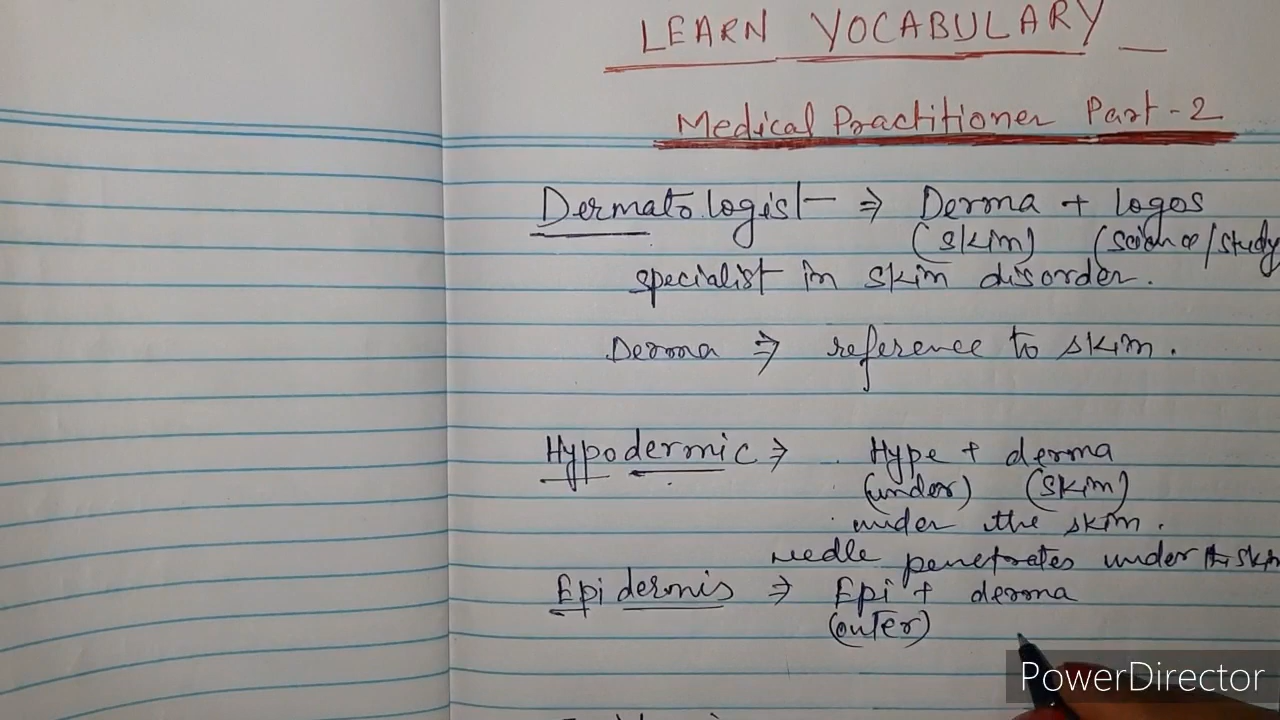 LEARN VOCABULARY
Medical Practitioner Part-2
Dermatologist ⇒ Derma + logos
(skin) (science/study
specialist in skin disorder.
Derma ⇒ reference to skin.
Hypodermic ⇒ Hype + derma
(under) (skin)
under the skin.
needle penetrates under the skin
Epidermis ⇒ Epi + derma
(outer)
PowerDirector